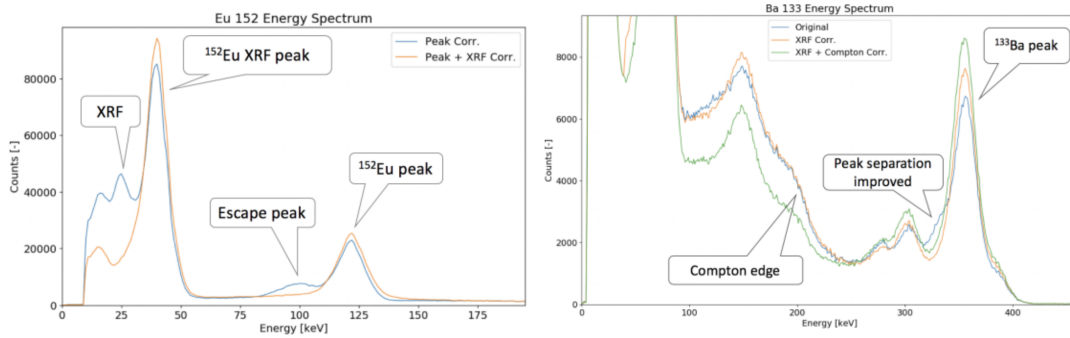 Eu 152 Energy Spectrum
Peak Corr.
Peak + XRF Corr.
¹⁵²Eu XRF peak
XRF
¹⁵²Eu peak
Escape peak
Counts [-]
80000
60000
40000
20000
0
0 25 50 75 100 125 150 175
Energy [keV]
Ba 133 Energy Spectrum
Original
XRF Corr.
XRF + Compton Corr.
¹³³Ba peak
Peak separation
improved
Compton edge
Counts [-]
8000
6000
4000
2000
0
0 100 200 300 400
Energy [keV]